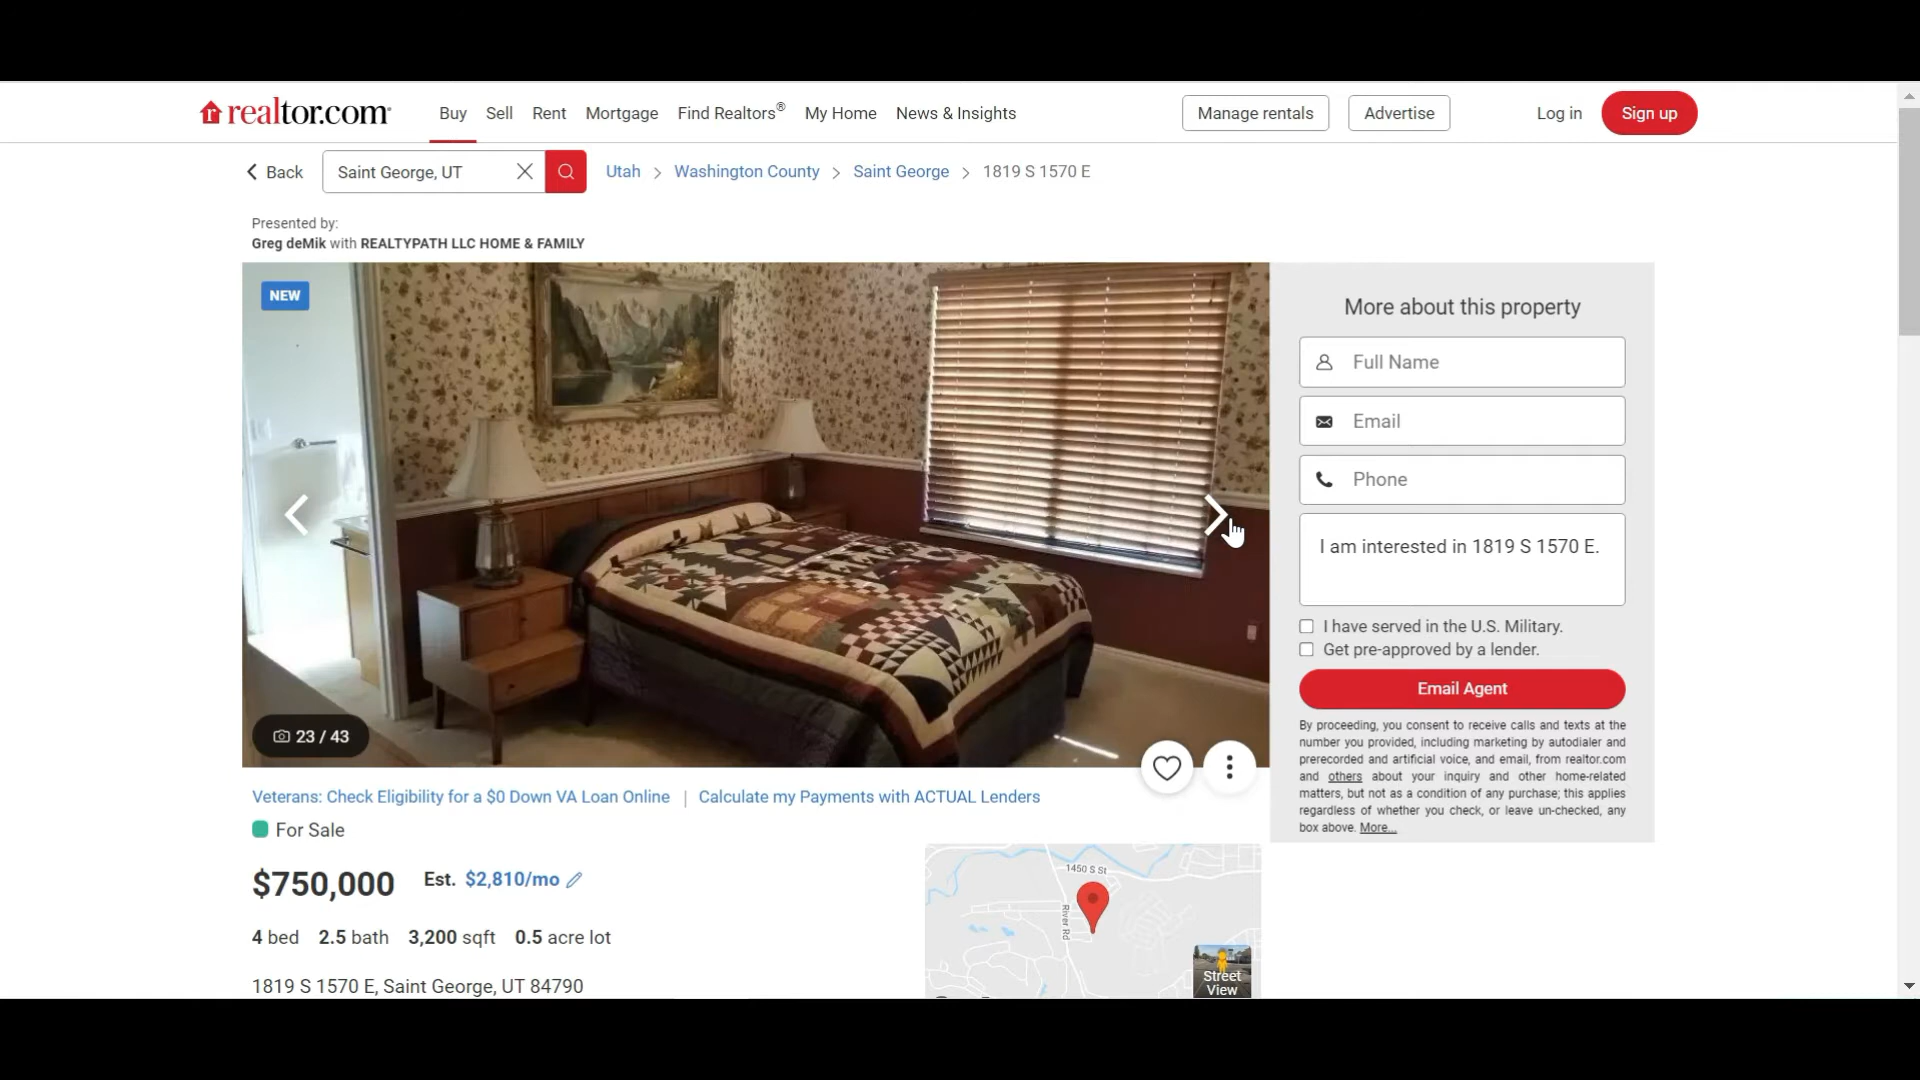 realtor.com®
Buy Sell Rent Mortgage Find Realtors® My Home News & Insights
Manage rentals Advertise Log in Sign up
Back Saint George, UT Utah > Washington County > Saint George > 1819 S 1570 E
Presented by:
Greg deMik with REALTYPATH LLC HOME & FAMILY
NEW
23 / 43
More about this property
Full Name
Email
Phone
I am interested in 1819 S 1570 E.
I have served in the U.S. Military.
Get pre-approved by a lender.
Email Agent
By proceeding, you consent to receive calls and texts at the
number you provided, including marketing by autodialer and
prerecorded and artificial voice, and email, from realtor.com
and others about your inquiry and other home-related
matters, but not as a condition of any purchase; this applies
regardless of whether you check, or leave un-checked, any
box above. More...
Veterans: Check Eligibility for a $0 Down VA Loan Online | Calculate my Payments with ACTUAL Lenders
For Sale
$750,000 Est. $2,810/mo
4 bed 2.5 bath 3,200 sqft 0.5 acre lot
1819 S 1570 E, Saint George, UT 84790
1450 S St
River Rd
Street
View